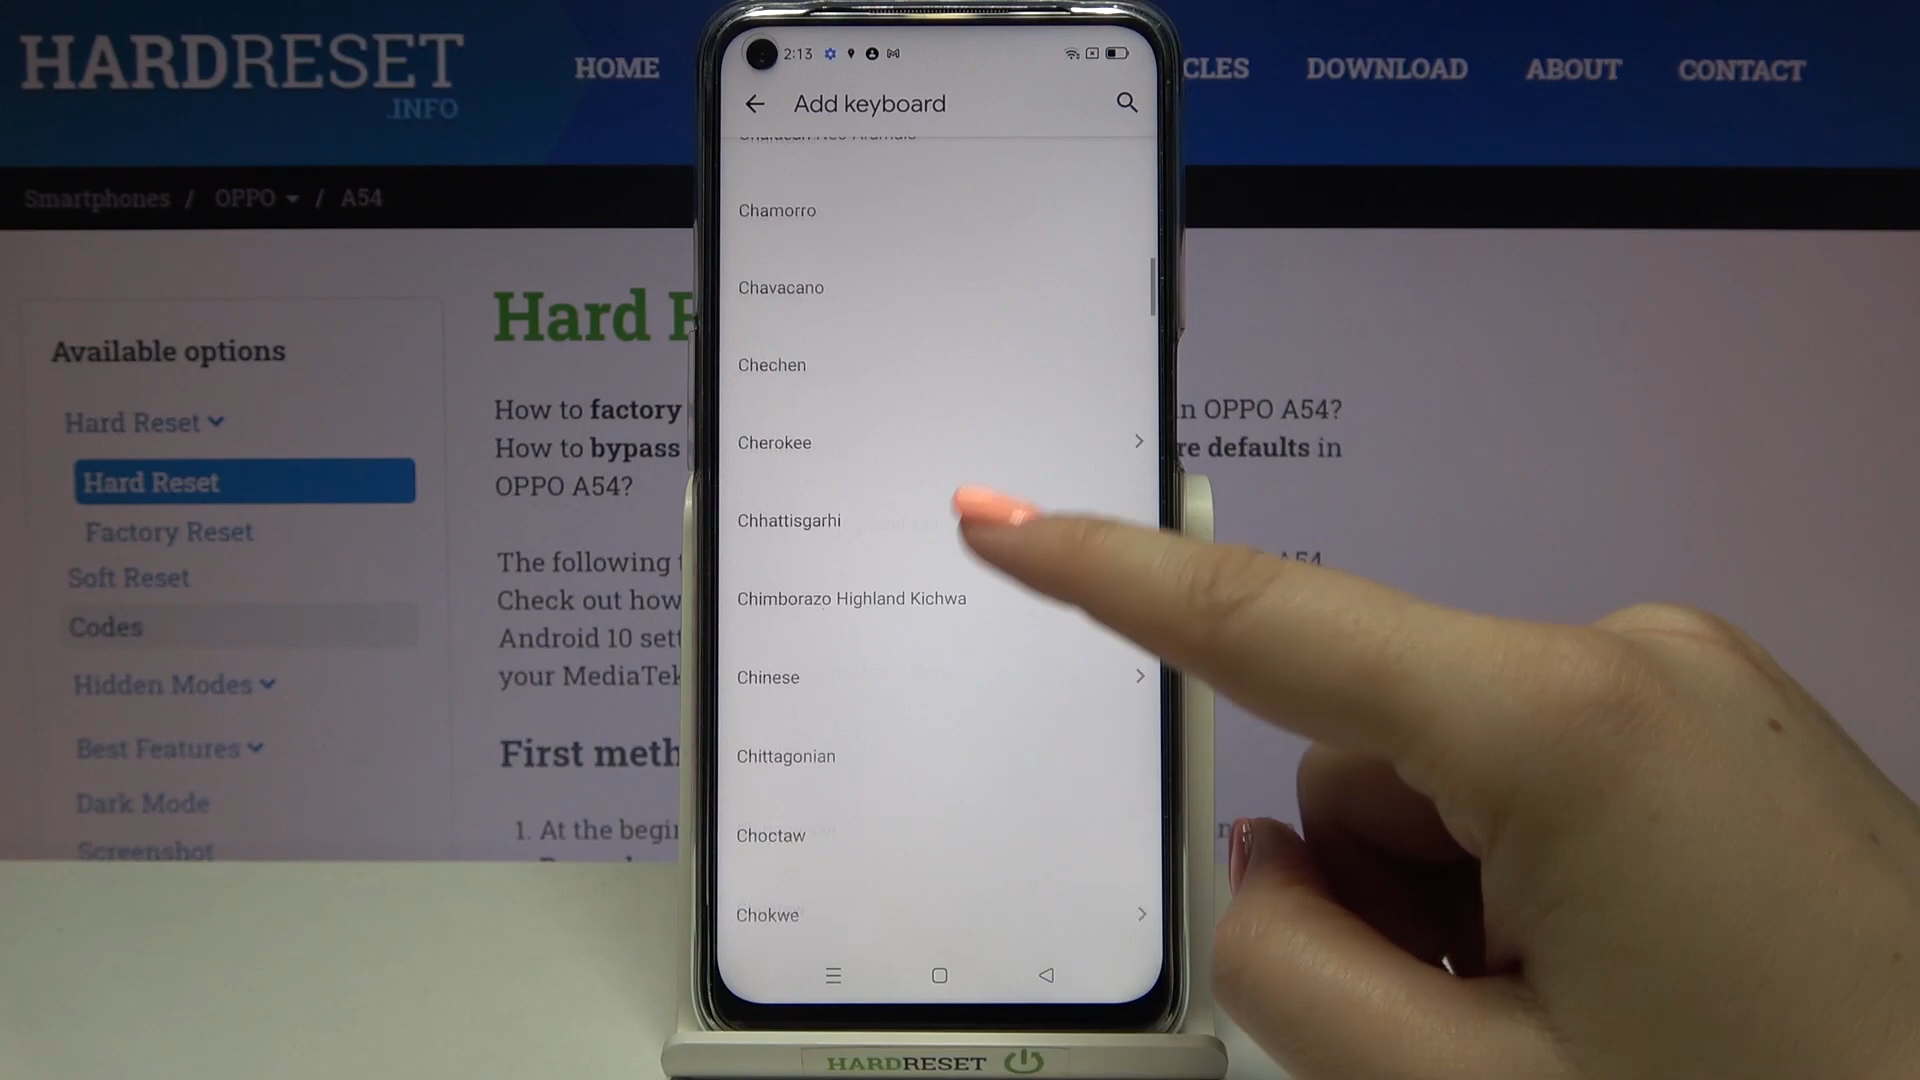 HARDRESET
.INFO
HOME
CLES
DOWNLOAD
ABOUT
CONTACT
Smartphones / OPPO / A54
2:13
Add keyboard
Chamorro
Chavacano
Chechen
Cherokee
Chhattisgarhi
Chimborazo Highland Kichwa
Chinese
Chittagonian
Choctaw
Chokwe
Available options
Hard Reset
Hard Reset
Factory Reset
Soft Reset
Codes
Hidden Modes
Best Features
Dark Mode
Screenshot
Hard
How to factory
in OPPO A54?
How to bypass
re defaults in
OPPO A54?
The following
A54
Check out how
Android 10 sett
your MediaTek
First meth
1. At the begin
HARDRESET